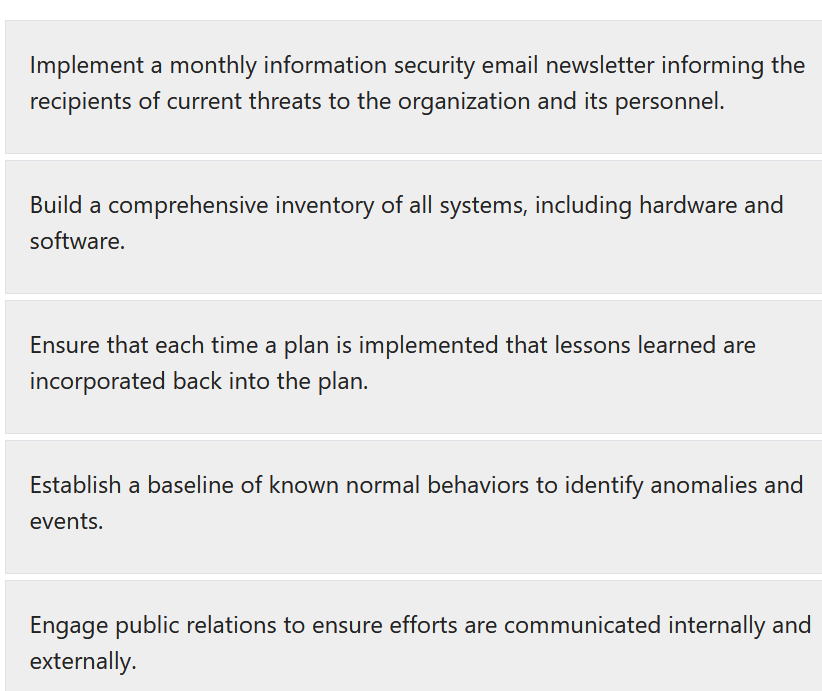 Implement a monthly information security email newsletter informing the
recipients of current threats to the organization and its personnel.
Build a comprehensive inventory of all systems, including hardware and
software.
Ensure that each time a plan is implemented that lessons learned are
incorporated back into the plan.
Establish a baseline of known normal behaviors to identify anomalies and
events.
Engage public relations to ensure efforts are communicated internally and
externally.